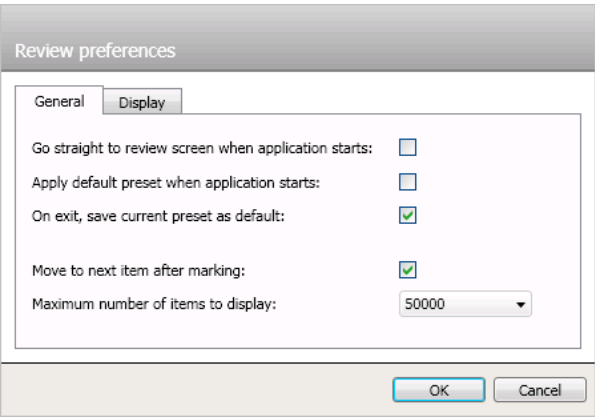 Review preferences
General Display
Go straight to review screen when application starts:
Apply default preset when application starts:
On exit, save current preset as default:
Move to next item after marking:
Maximum number of items to display: 50000
OK Cancel